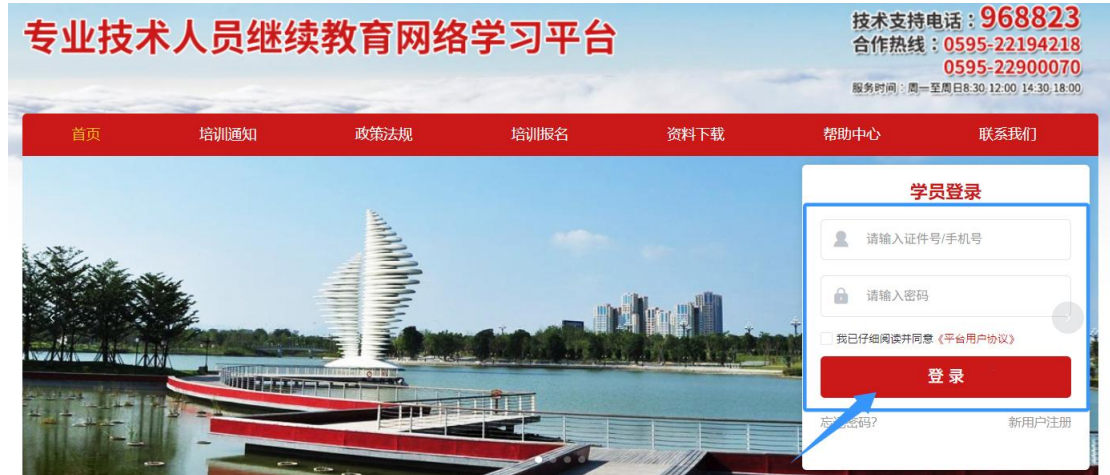 专业技术人员继续教育网络学习平台
技术支持电话：968823
合作热线：0595-22194218
0595-22900070
服务时间：周一至周日8:30-12:00 14:30-18:00
首页 培训通知 政策法规 培训报名 资料下载 帮助中心 联系我们
学员登录
请输入证件号/手机号
请输入密码
我已仔细阅读并同意《平台用户协议》
登 录
忘记密码? 新用户注册